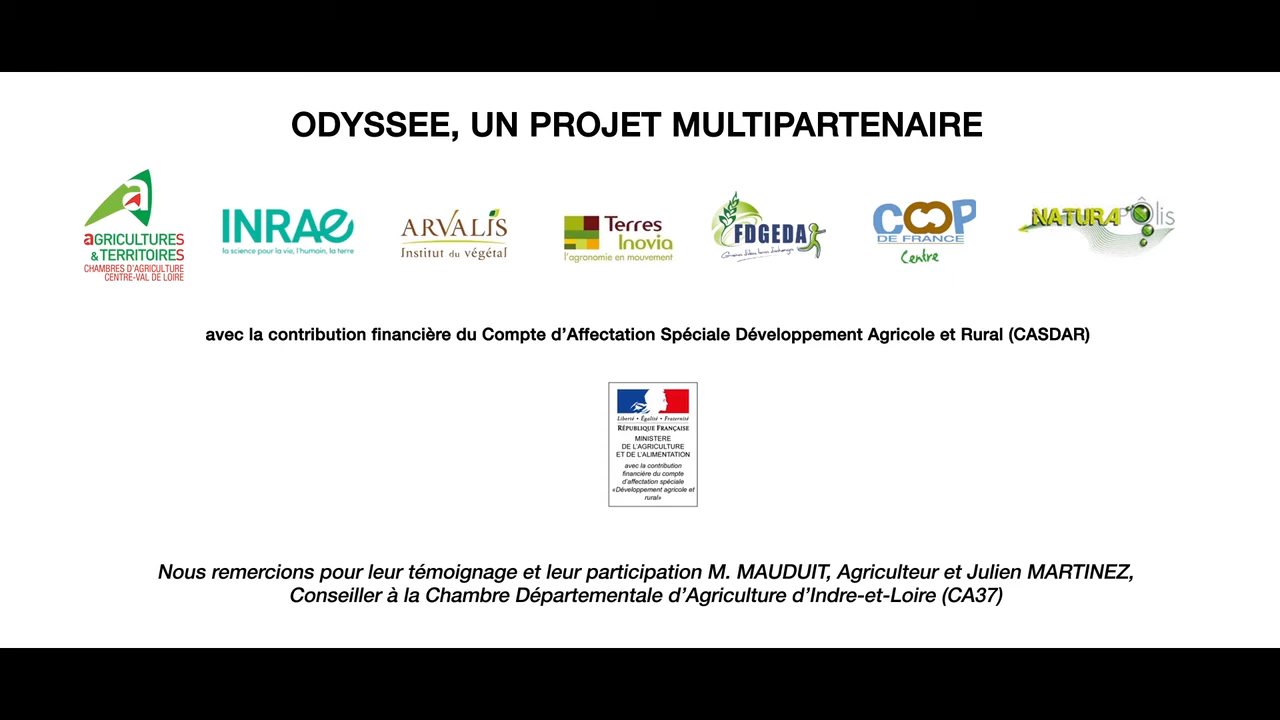 ODYSSEE, UN PROJET MULTIPARTENAIRE
a
aGRICULTURES
& TERRITOIRES
CHAMBRES D'AGRICULTURE
CENTRE-VAL DE LOIRE
INRAE
la science pour la vie, l'humain, la terre
ARVALIS
Institut du végétal
Terres
Inovia
l'agronomie en mouvement
FDGEDA
COOP
DE FRANCE
Centre
NATURAPÔlis
avec la contribution financière du Compte d'Affectation Spéciale Développement Agricole et Rural (CASDAR)
Liberté • Égalité • Fraternité
RÉPUBLIQUE FRANÇAISE
MINISTERE
DE L'AGRICULTURE
ET DE L'ALIMENTATION
avec la contribution
financière du compte
d'affectation spéciale
«Développement agricole et
rural»
Nous remercions pour leur témoignage et leur participation M. MAUDUIT, Agriculteur et Julien MARTINEZ,
Conseiller à la Chambre Départementale d'Agriculture d'Indre-et-Loire (CA37)